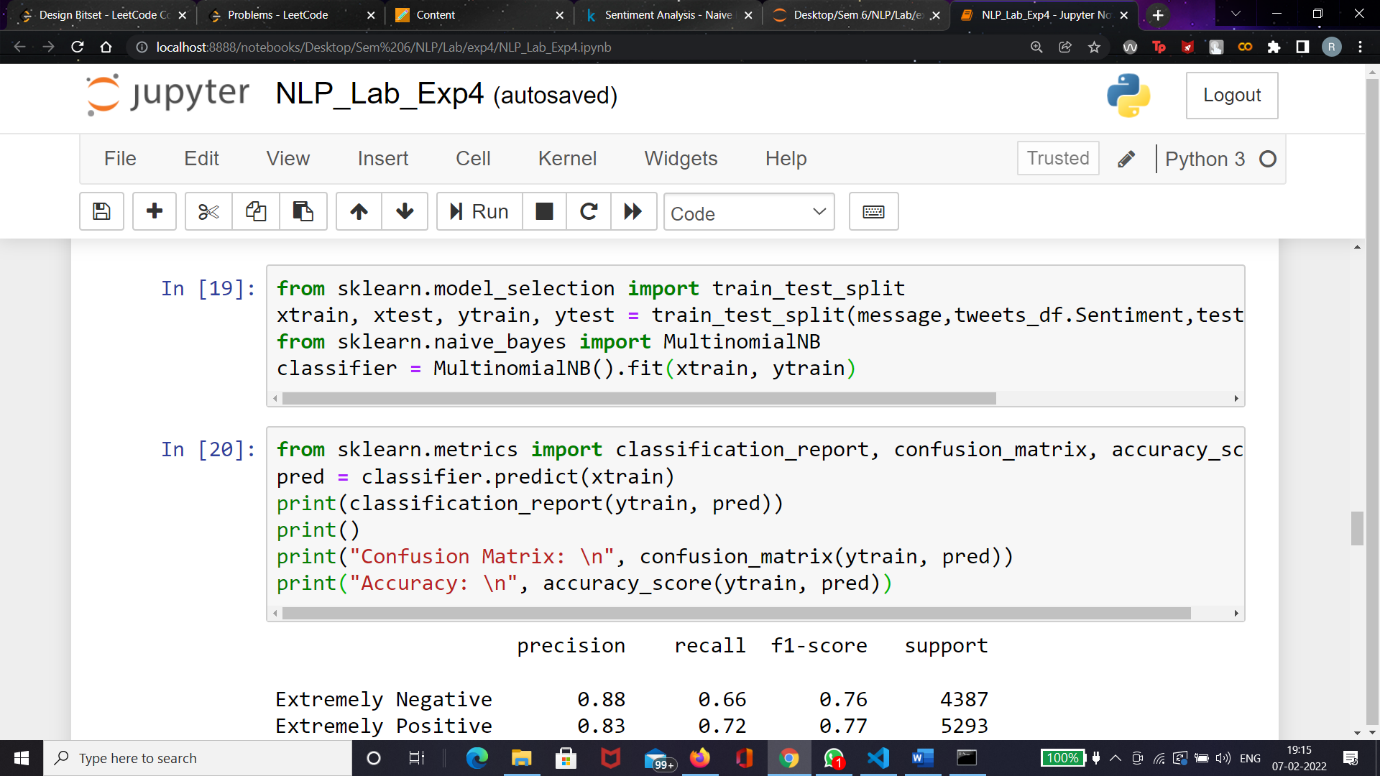 Design Bitset - LeetCode Co
Problems - LeetCode
Content
Sentiment Analysis - Naive
Desktop/Sem 6/NLP/Lab/ex
NLP_Lab_Exp4 - Jupyter No
localhost:8888/notebooks/Desktop/Sem%206/NLP/Lab/exp4/NLP_Lab_Exp4.ipynb
Tp
R
jupyter NLP_Lab_Exp4 (autosaved)
Logout
File Edit View Insert Cell Kernel Widgets Help
Trusted
Python 3
Run
Code
In [19]:
from sklearn.model_selection import train_test_split
xtrain, xtest, ytrain, ytest = train_test_split(message,tweets_df.Sentiment,test
from sklearn.naive_bayes import MultinomialNB
classifier = MultinomialNB().fit(xtrain, ytrain)
In [20]:
from sklearn.metrics import classification_report, confusion_matrix, accuracy_sc
pred = classifier.predict(xtrain)
print(classification_report(ytrain, pred))
print()
print("Confusion Matrix: \n", confusion_matrix(ytrain, pred))
print("Accuracy: \n", accuracy_score(ytrain, pred))
precision recall f1-score support
Extremely Negative 0.88 0.66 0.76 4387
Extremely Positive 0.83 0.72 0.77 5293
Type here to search
99+
1
100%
ENG
19:15
07-02-2022